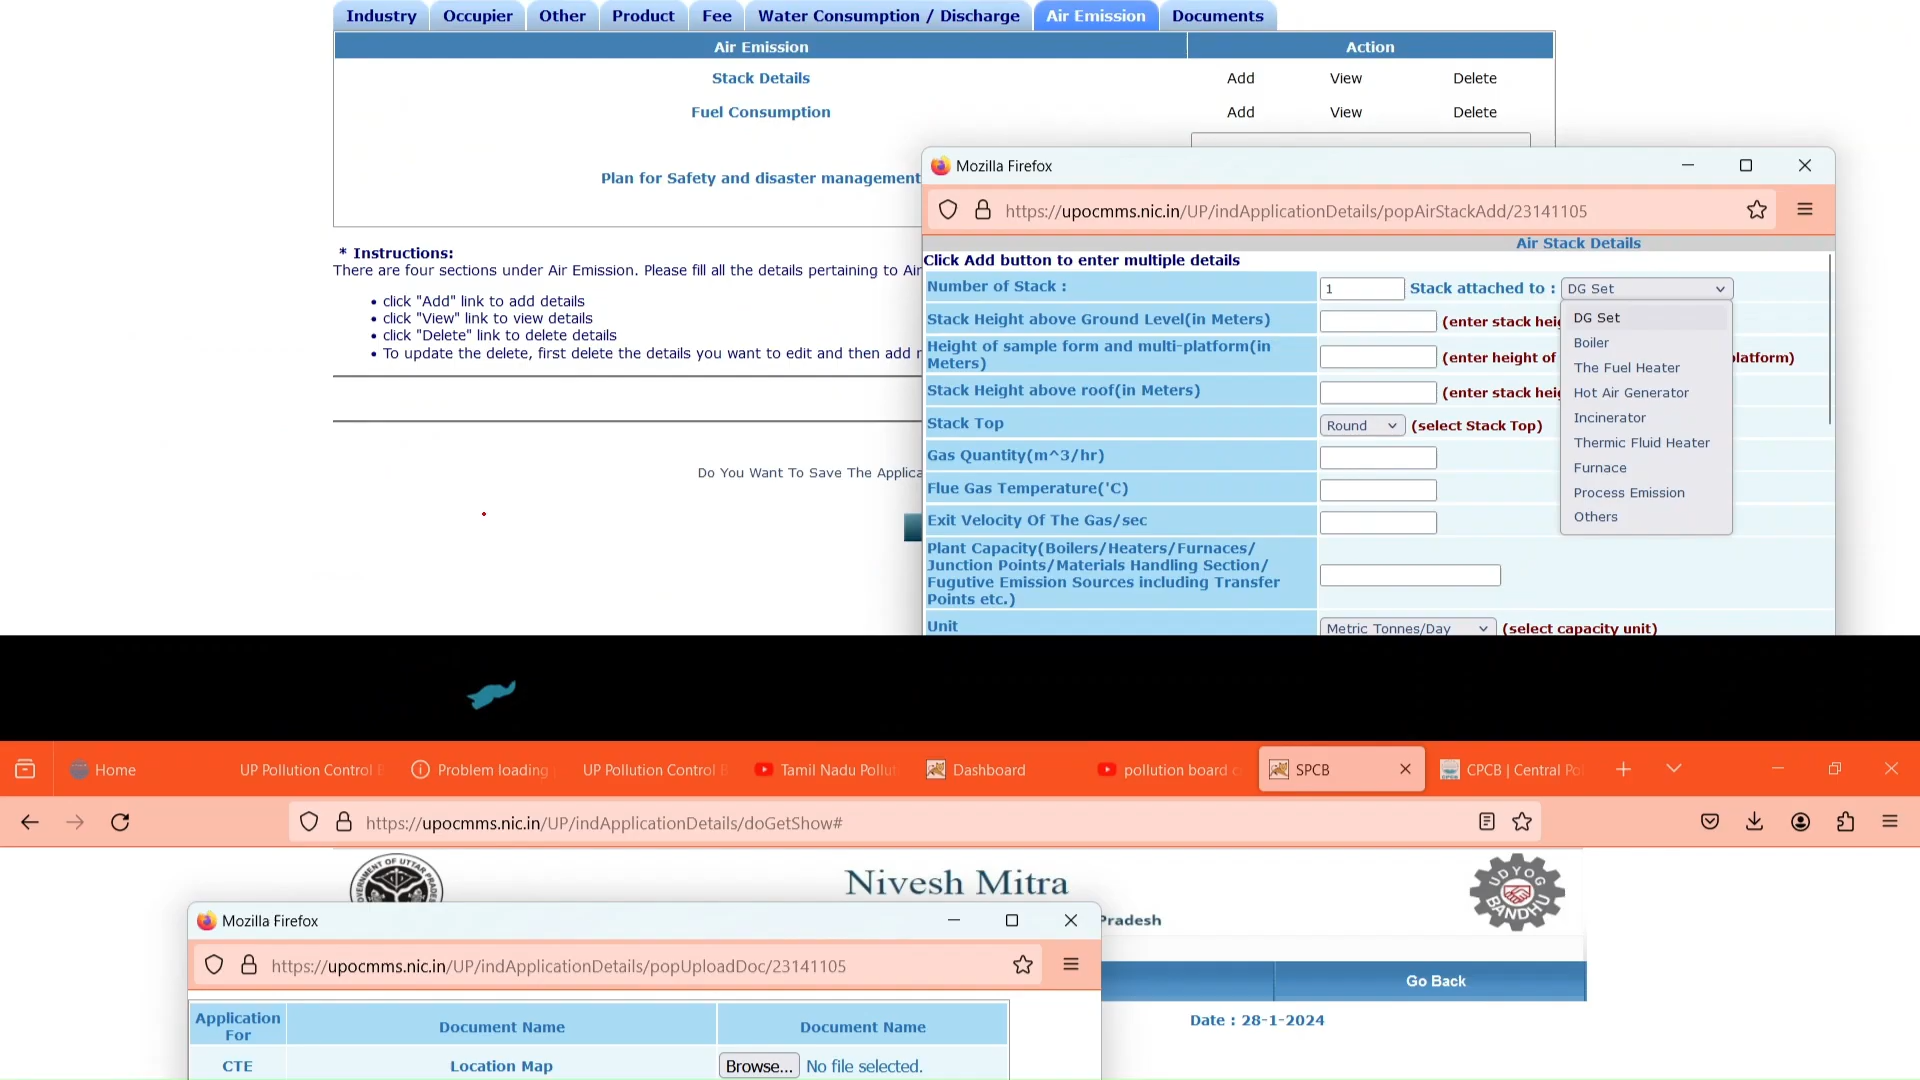 Industry Occupier Other Product Fee Water Consumption / Discharge Air Emission Documents
Air Emission Action
Stack Details Add View Delete
Fuel Consumption Add View Delete
Plan for Safety and disaster management
* Instructions:
There are four sections under Air Emission. Please fill all the details pertaining to Air
click "Add" link to add details
click "View" link to view details
click "Delete" link to delete details
To update the delete, first delete the details you want to edit and then add
Do You Want To Save The Applica
Mozilla Firefox
https://upocmms.nic.in/UP/indApplicationDetails/popAirStackAdd/23141105
Air Stack Details
Click Add button to enter multiple details
Number of Stack : 1 Stack attached to : DG Set
DG Set
Boiler
The Fuel Heater
Hot Air Generator
Incinerator
Thermic Fluid Heater
Furnace
Process Emission
Others
Stack Height above Ground Level(in Meters) (enter stack hei
Height of sample form and multi-platform(in
Meters) (enter height of latform)
Stack Height above roof(in Meters) (enter stack hei
Stack Top Round (select Stack Top)
Gas Quantity(m^3/hr)
Flue Gas Temperature('C)
Exit Velocity Of The Gas/sec
Plant Capacity(Boilers/Heaters/Furnaces/
Junction Points/Materials Handling Section/
Fugutive Emission Sources including Transfer
Points etc.)
Unit Metric Tonnes/Day (select capacity unit)
Home UP Pollution Control Problem loading UP Pollution Control Tamil Nadu Pollut Dashboard pollution board c SPCB CPCB | Central Po
https://upocmms.nic.in/UP/indApplicationDetails/doGetShow#
Nivesh Mitra
Pradesh
UDYOG
BANDHU
Go Back
Date : 28-1-2024
Mozilla Firefox
https://upocmms.nic.in/UP/indApplicationDetails/popUploadDoc/23141105
Application
For Document Name Document Name
CTE Location Map Browse... No file selected.